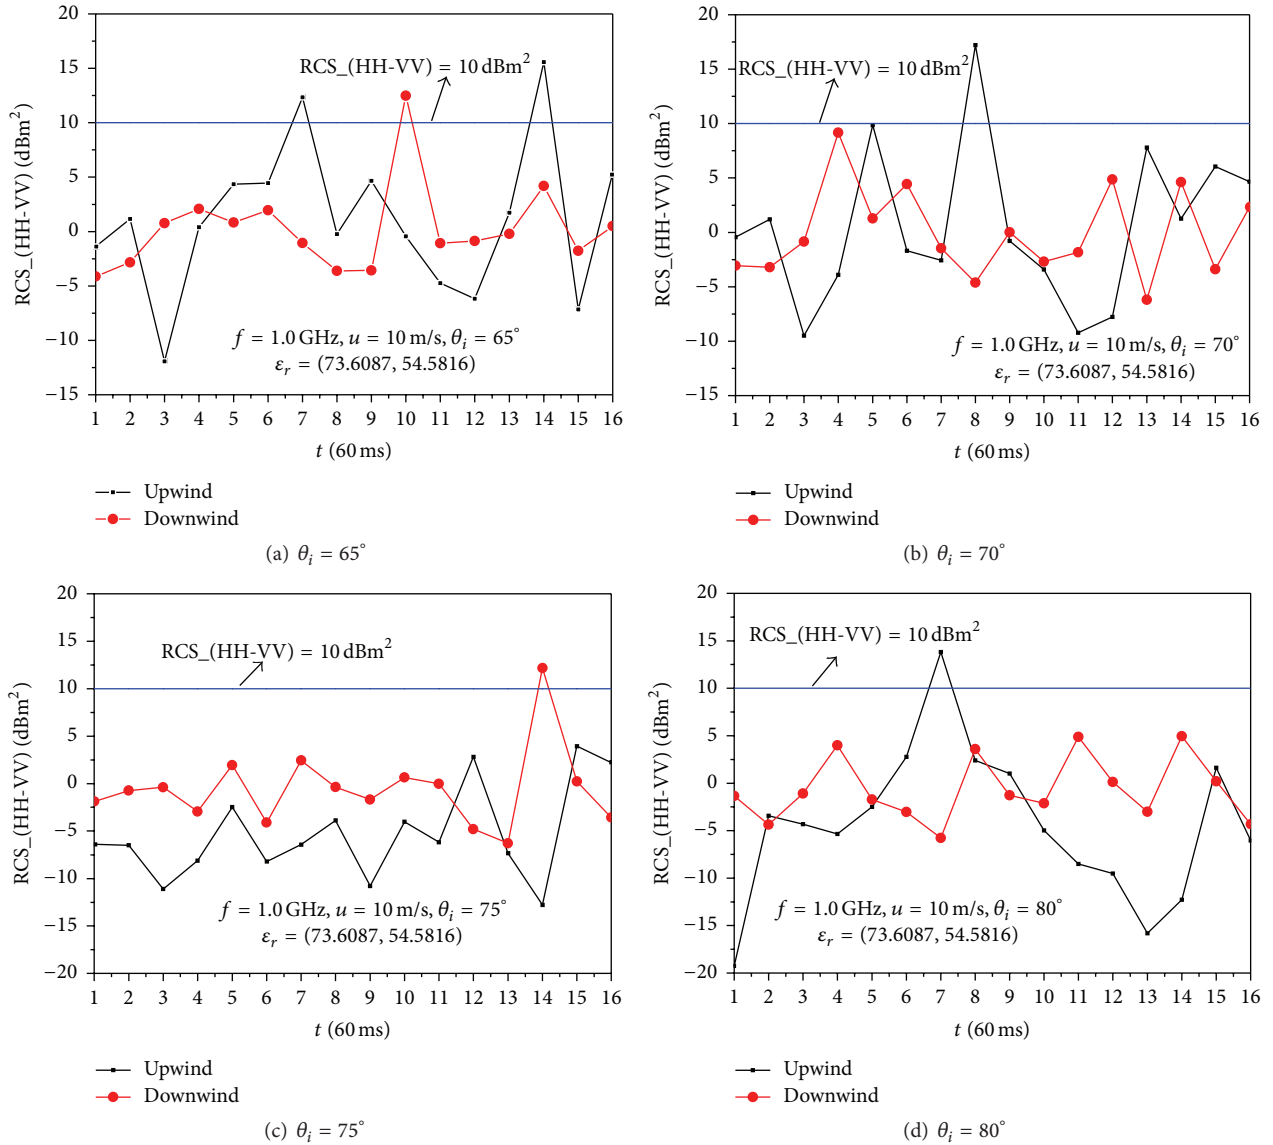 20
15
10
5
0
−5
−10
−15
RCS_(HH-VV) (dBm²)
RCS_(HH-VV) = 10 dBm²
f = 1.0 GHz, u = 10 m/s, θi = 65°
εr = (73.6087, 54.5816)
1 2 3 4 5 6 7 8 9 10 11 12 13 14 15 16
t (60 ms)
Upwind
Downwind
(a) θi = 65°
20
15
10
5
0
−5
−10
−15
RCS_(HH-VV) (dBm²)
RCS_(HH-VV) = 10 dBm²
f = 1.0 GHz, u = 10 m/s, θi = 70°
εr = (73.6087, 54.5816)
1 2 3 4 5 6 7 8 9 10 11 12 13 14 15 16
t (60 ms)
Upwind
Downwind
(b) θi = 70°
20
15
10
5
0
−5
−10
−15
−20
RCS_(HH-VV) (dBm²)
RCS_(HH-VV) = 10 dBm²
f = 1.0 GHz, u = 10 m/s, θi = 75°
εr = (73.6087, 54.5816)
1 2 3 4 5 6 7 8 9 10 11 12 13 14 15 16
t (60 ms)
Upwind
Downwind
(c) θi = 75°
20
15
10
5
0
−5
−10
−15
−20
RCS_(HH-VV) (dBm²)
RCS_(HH-VV) = 10 dBm²
f = 1.0 GHz, u = 10 m/s, θi = 80°
εr = (73.6087, 54.5816)
1 2 3 4 5 6 7 8 9 10 11 12 13 14 15 16
t (60 ms)
Upwind
Downwind
(d) θi = 80°